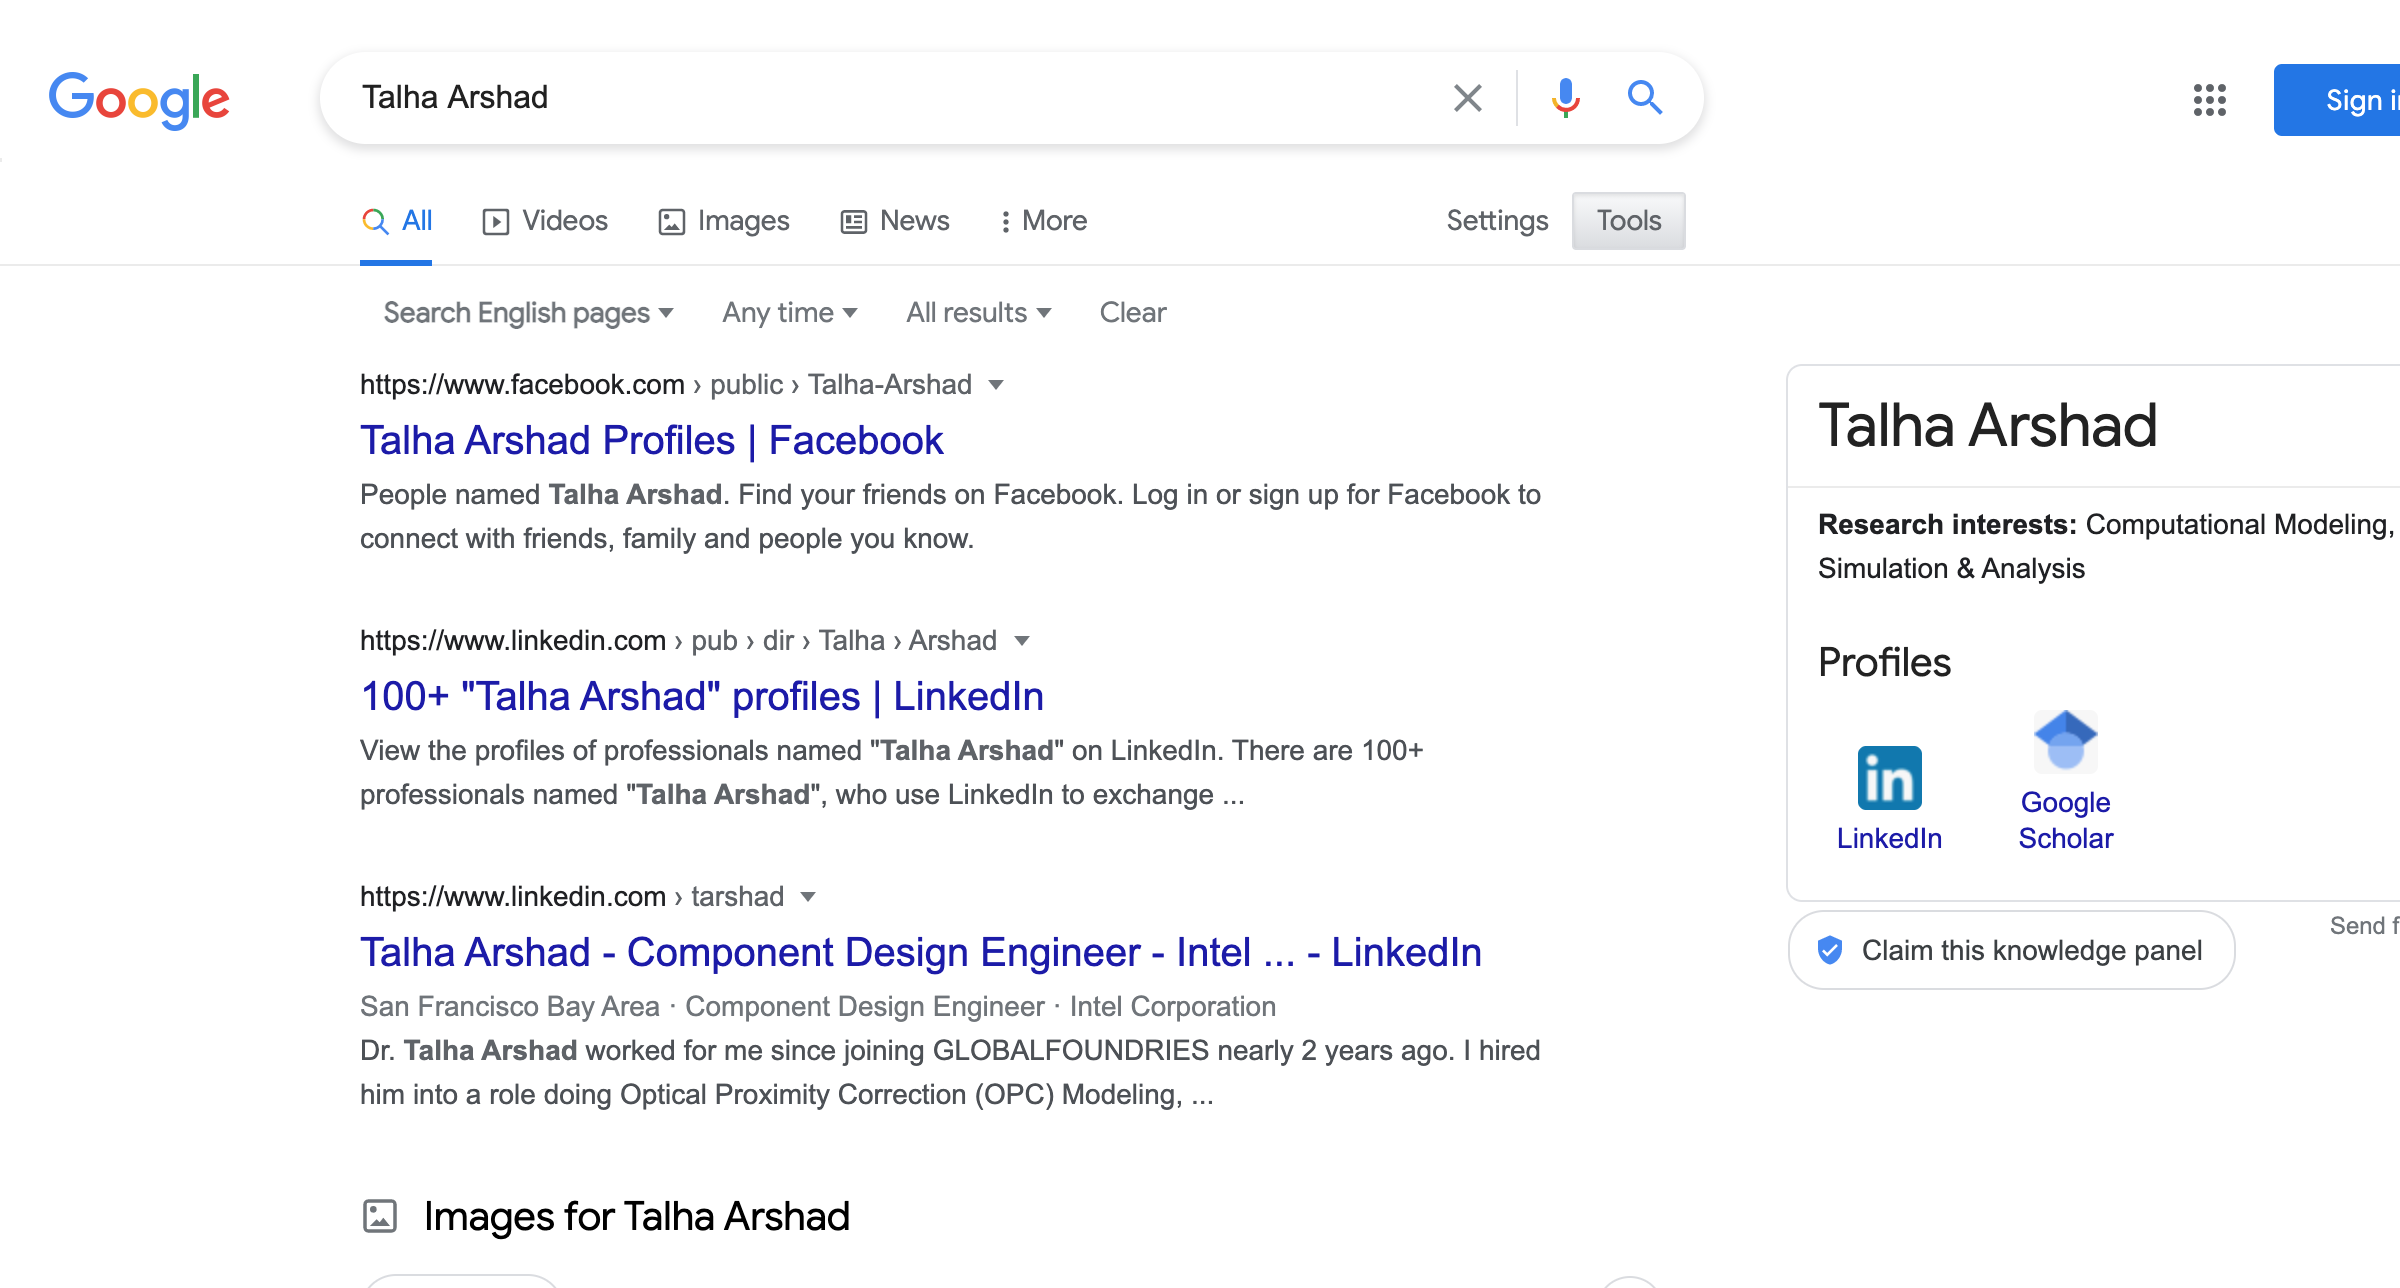 Google
Talha Arshad
Sign i
All
Videos
Images
News
More
Settings
Tools
Search English pages
Any time
All results
Clear
https://www.facebook.com › public › Talha-Arshad
Talha Arshad Profiles | Facebook
People named Talha Arshad. Find your friends on Facebook. Log in or sign up for Facebook to
connect with friends, family and people you know.
https://www.linkedin.com › pub › dir › Talha › Arshad
100+ "Talha Arshad" profiles | LinkedIn
View the profiles of professionals named "Talha Arshad" on LinkedIn. There are 100+
professionals named "Talha Arshad", who use LinkedIn to exchange ...
https://www.linkedin.com › tarshad
Talha Arshad - Component Design Engineer - Intel ... - LinkedIn
San Francisco Bay Area · Component Design Engineer · Intel Corporation
Dr. Talha Arshad worked for me since joining GLOBALFOUNDRIES nearly 2 years ago. I hired
him into a role doing Optical Proximity Correction (OPC) Modeling, ...
Images for Talha Arshad
Talha Arshad
Research interests: Computational Modeling,
Simulation & Analysis
Profiles
in
LinkedIn
Google
Scholar
Send f
Claim this knowledge panel